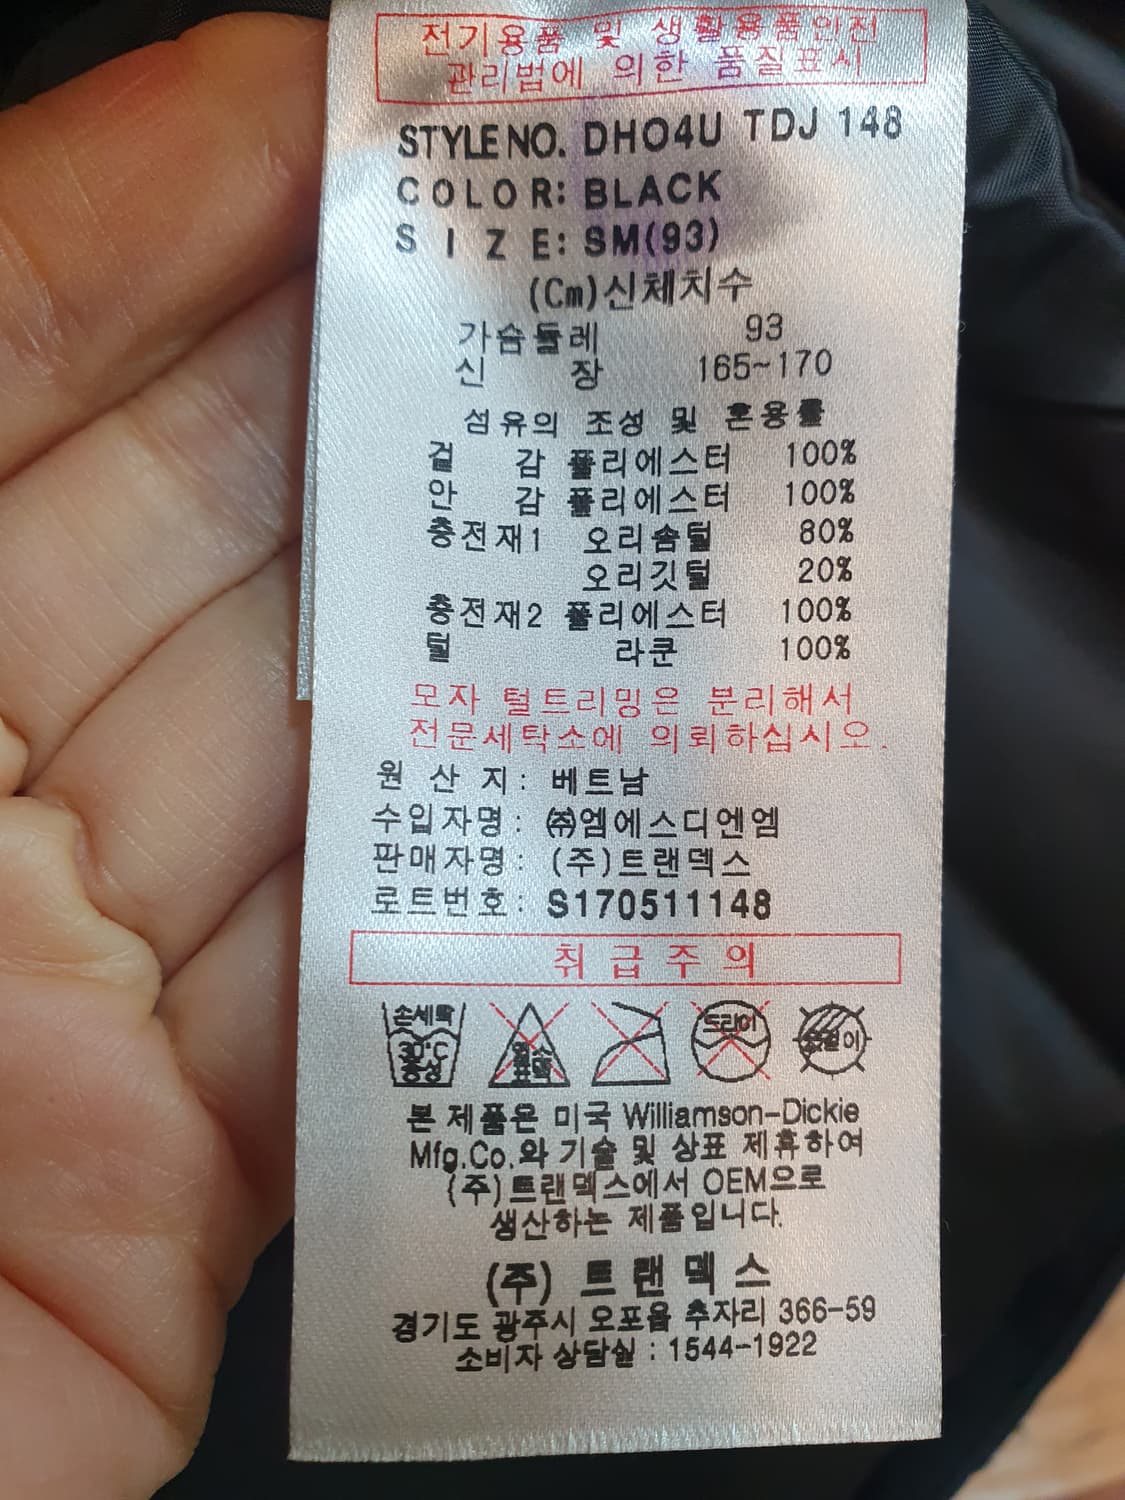 전기용품 및 생활용품안전
관리법에 의한 품질표시
STYLE NO. DHO4U TDJ 148
COLOR: BLACK
SIZE: SM(93)
(Cm)신체치수
가슴둘레 93
신 장 165~170
섬유의 조성 및 혼용률
겉 감 폴리에스터 100%
안 감 폴리에스터 100%
충전재1 오리솜털 80%
오리깃털 20%
충전재2 폴리에스터 100%
털 라쿤 100%
모자 털트리밍은 분리해서
전문세탁소에 의뢰하십시오.
원 산 지: 베트남
수입자명: ㈜엠에스디엔엠
판매자명: (주)트랜덱스
로트번호: S170511148
취 급 주 의
손세탁 30°C 중성 염소 표백 드라이 옷걸이
본 제품은 미국 Williamson-Dickie
Mfg.Co.와 기술 및 상표 제휴하여
(주)트랜덱스에서 OEM으로
생산하는 제품입니다.
(주) 트랜덱스
경기도 광주시 오포읍 추자리 366-59
소비자 상담실 : 1544-1922